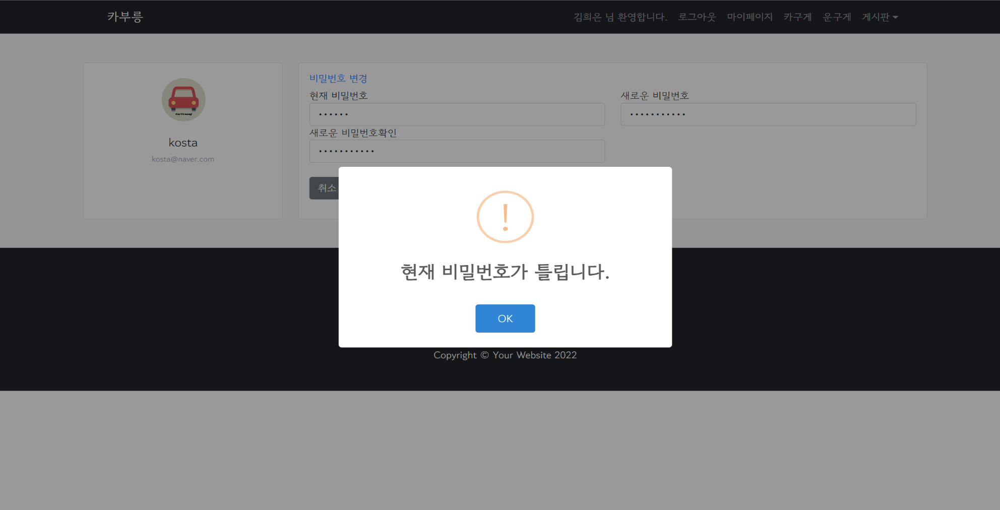 카부릉
김희은 님 환영합니다. 로그아웃 마이페이지 카구게 운구게 게시판
CarVroong
kosta
kosta@naver.com
비밀번호 변경
현재 비밀번호
••••••
새로운 비밀번호
•••••••••••
새로운 비밀번호확인
•••••••••••
취소
!
현재 비밀번호가 틀립니다.
OK
Copyright © Your Website 2022